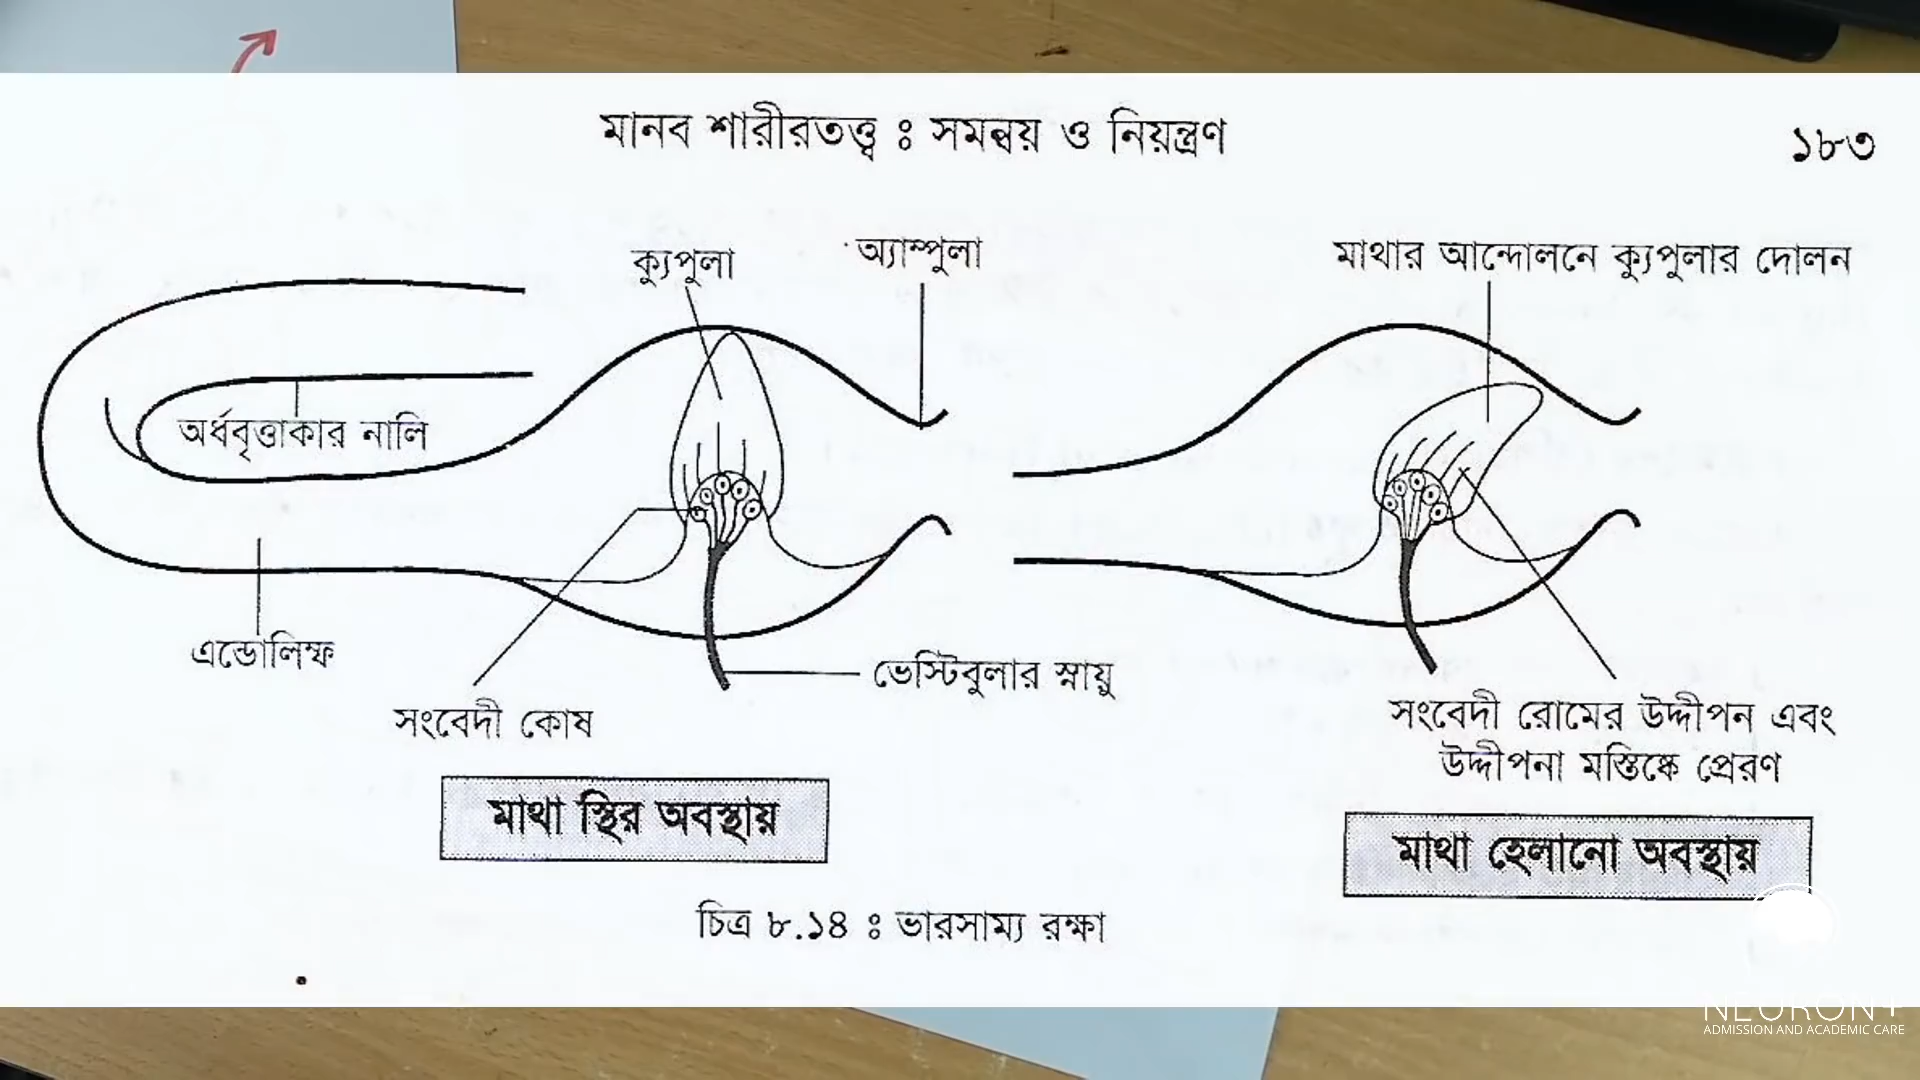 মানব শারীরতত্ত্ব ঃ সমন্বয় ও নিয়ন্ত্রণ
১৮৩
ক্যুপুলা
অ্যাম্পুলা
মাথার আন্দোলনে ক্যুপুলার দোলন
অর্ধবৃত্তাকার নালি
এন্ডোলিম্ফ
ভেস্টিবুলার স্নায়ু
সংবেদী কোষ
সংবেদী রোমের উদ্দীপন এবং
উদ্দীপনা মস্তিষ্কে প্রেরণ
মাথা স্থির অবস্থায়
মাথা হেলানো অবস্থায়
চিত্র ৮.১৪ ঃ ভারসাম্য রক্ষা
ADMISSION AND ACADEMIC CARE